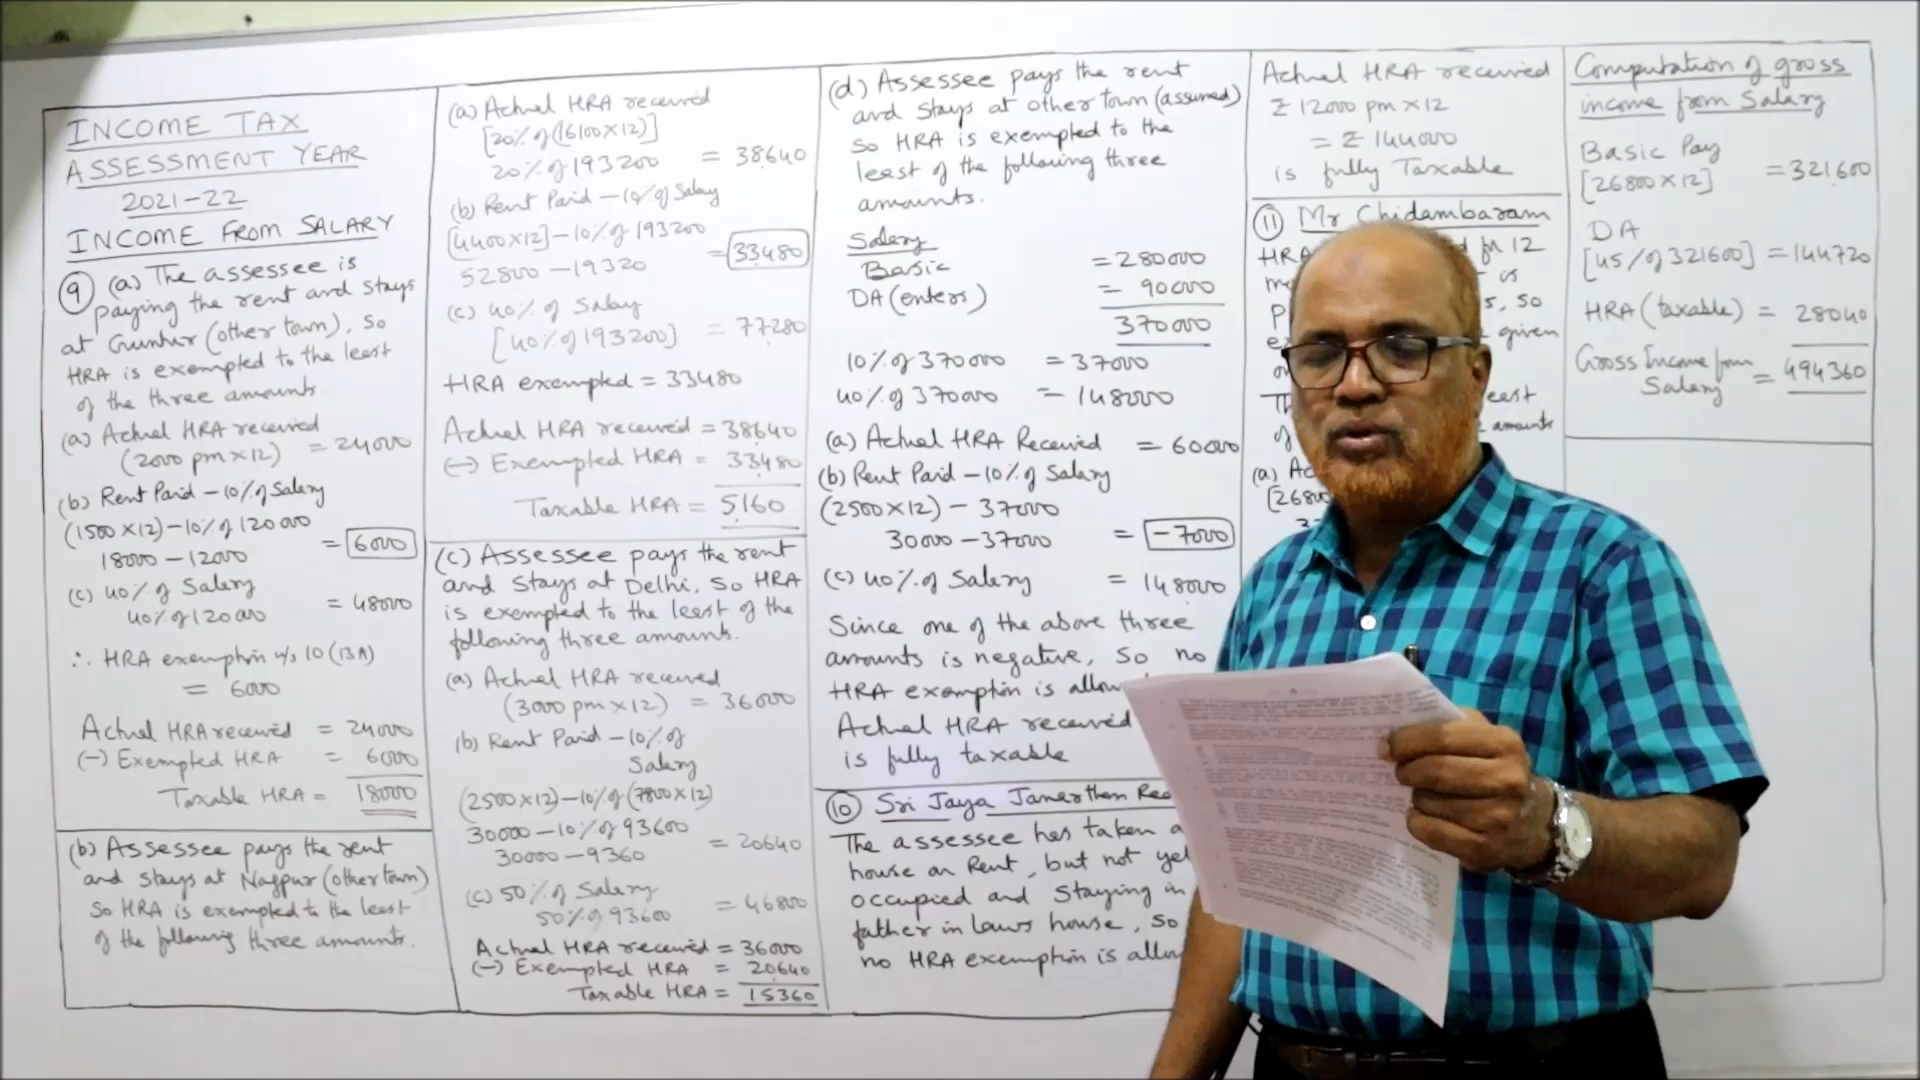 INCOME TAX
ASSESSMENT YEAR
2021-22
INCOME FROM SALARY
9 (a) The assessee is
paying the rent and stays
at Guntur (other town), so
HRA is exempted to the least
of the three amounts
(a) Actual HRA received
(2000 pm x 12) = 24000
(b) Rent Paid - 10% of Salary
(1500 x 12) - 10% of 120000
18000 - 12000 = 6000
(c) 40% of Salary
40% of 120000 = 48000
∴ HRA exemption u/s 10 (13A)
= 6000
Actual HRA received = 24000
(-) Exempted HRA = 6000
Taxable HRA = 18000
(b) Assessee pays the rent
and stays at Nagpur (other town)
So HRA is exempted to the least
of the following three amounts.
(a) Actual HRA received
[20% of (16100 x 12)]
20% of 193200 = 38640
(b) Rent Paid - 10% of Salary
[4400 x 12] - 10% of 193200
52800 - 19320 = 33480
(c) 40% of Salary
[40% of 193200] = 77280
HRA exempted = 33480
Actual HRA received = 38640
(-) Exempted HRA = 33480
Taxable HRA = 5160
(c) Assessee pays the rent
and stays at Delhi. So HRA
is exempted to the least of the
following three amounts.
(a) Actual HRA received
(3000 pm x 12) = 36000
(b) Rent Paid - 10% of
Salary
(2500 x 12) - 10% of (7800 x 12)
30000 - 10% of 93600
30000 - 9360 = 20640
(c) 50% of Salary
50% of 93600 = 46800
Actual HRA received = 36000
(-) Exempted HRA = 20640
Taxable HRA = 15360
(d) Assessee pays the rent
and stays at other town (assumed)
so HRA is exempted to the
least of the following three
amounts.
Salary
Basic = 280000
DA (enters) = 90000
370000
10% of 370000 = 37000
40% of 370000 = 148000
(a) Actual HRA Received = 60000
(b) Rent Paid - 10% of Salary
(2500 x 12) - 37000
30000 - 37000 = -7000
(c) 40% of Salary = 148000
Since one of the above three
amounts is negative, so no
HRA exemption is allow
Actual HRA received
is fully taxable
10 Sri Jaya Janarthan Red
The assessee has taken a
house on Rent, but not yet
occupied and staying in
father in laws house, so
no HRA exemption is allow
Actual HRA received
₹ 12000 pm x 12
= ₹ 144000
is fully Taxable
11 Mr Chidambaram
HRA 12
is
so
given
least
of amounts
(a) Ac
[26800
Computation of gross
income from Salary
Basic Pay
[26800 x 12] = 321600
DA
[45% of 321600] = 144720
HRA (taxable) = 28040
Gross Income from
Salary = 494360